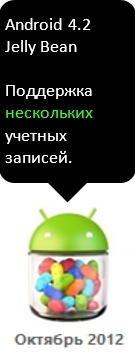 Android 4.2
Jelly Bean
Поддержка
нескольких
учетных
записей.
Октябрь 2012